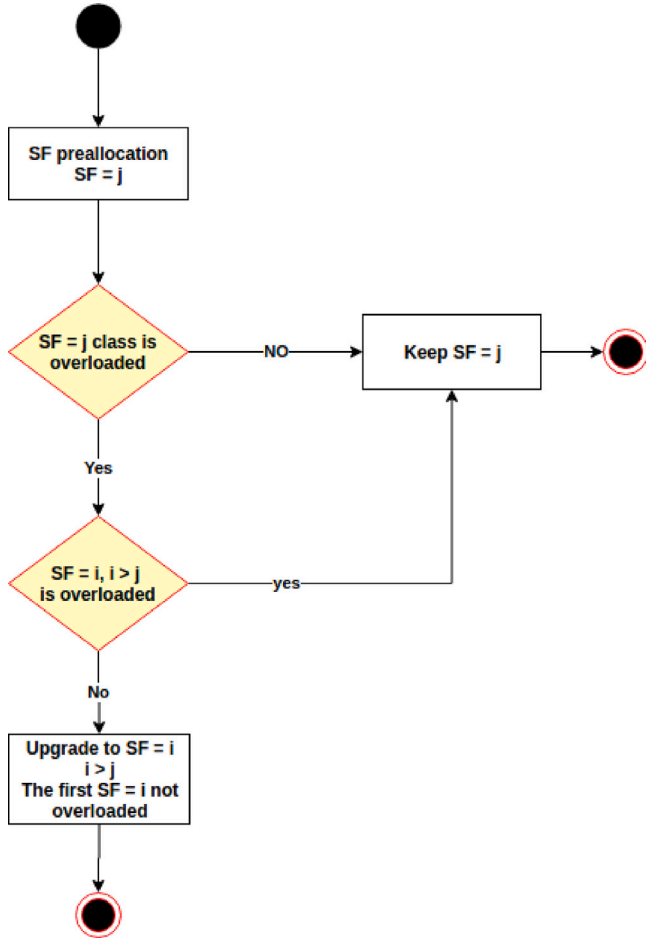 SF preallocation
SF = j
SF = j class is
overloaded
NO
Keep SF = j
Yes
SF = i, i > j
is overloaded
yes
No
Upgrade to SF = i
i > j
The first SF = i not
overloaded